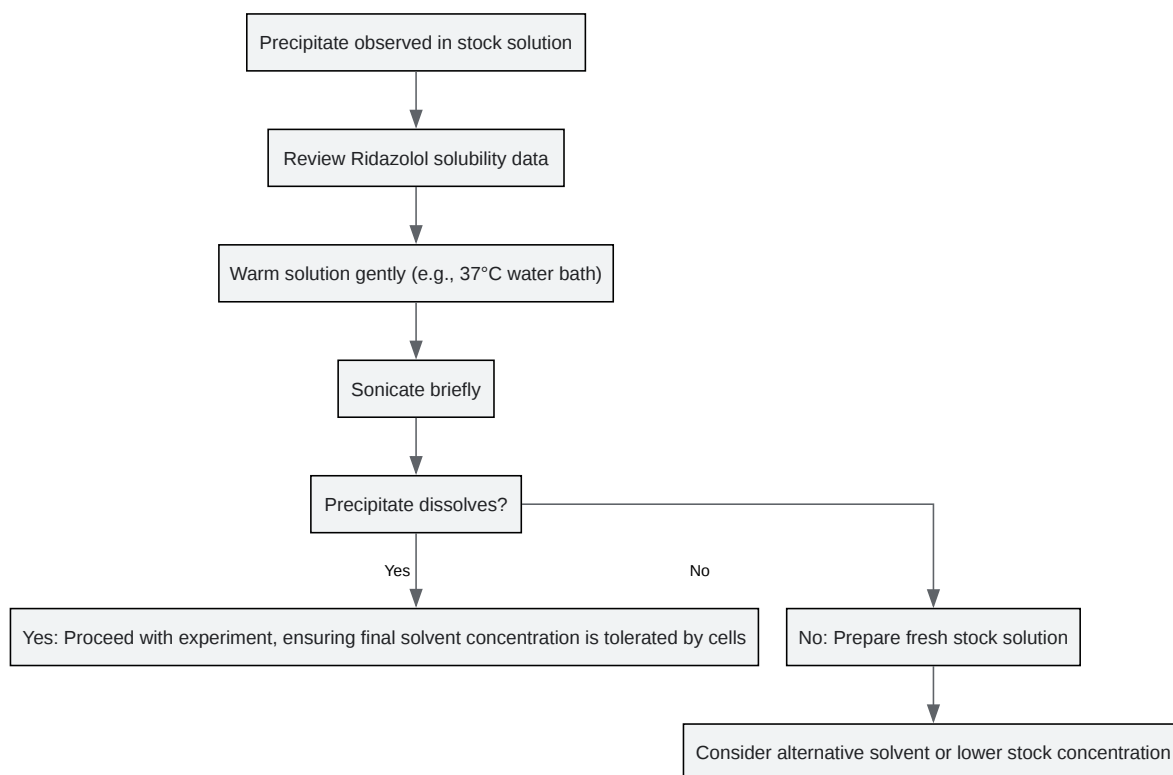 Precipitate observed in stock solution
Review Ridazolol solubility data
Warm solution gently (e.g., 37°C water bath)
Sonicate briefly
Precipitate dissolves?
Yes
No
Yes: Proceed with experiment, ensuring final solvent concentration is tolerated by cells
No: Prepare fresh stock solution
Consider alternative solvent or lower stock concentration